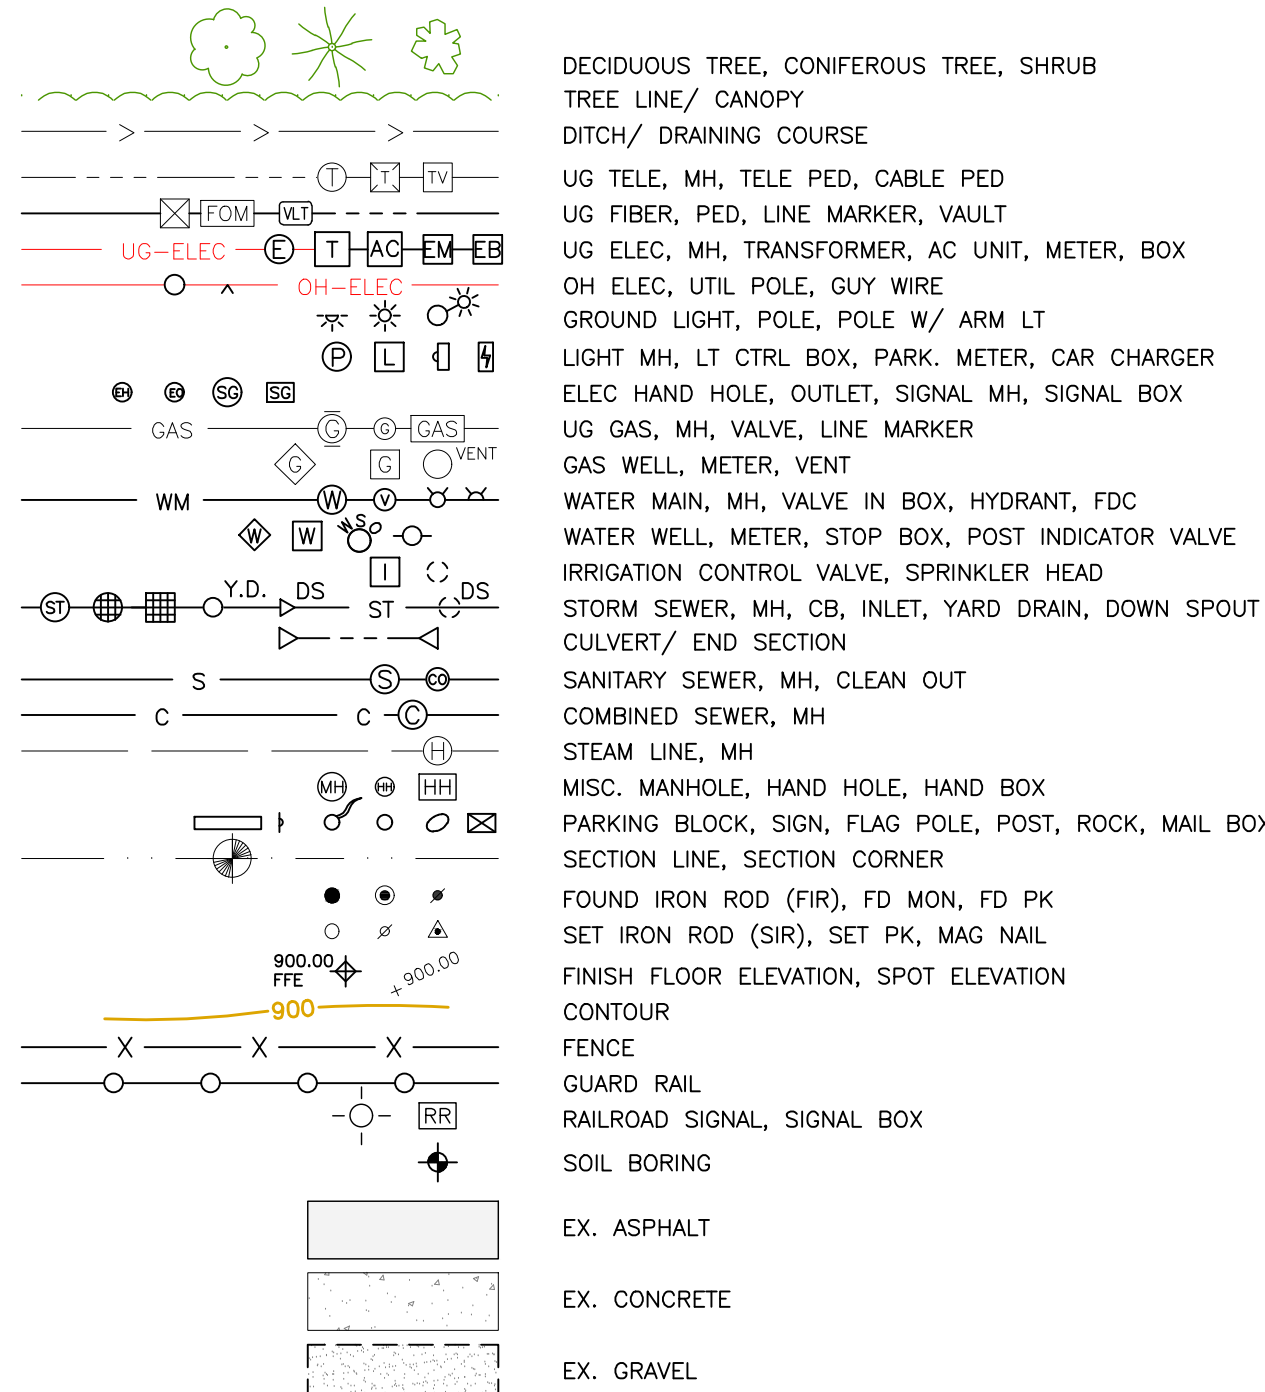 DECIDUOUS TREE, CONIFEROUS TREE, SHRUB
TREE LINE/ CANOPY
DITCH/ DRAINING COURSE
T T TV UG TELE, MH, TELE PED, CABLE PED
FOM VLT UG FIBER, PED, LINE MARKER, VAULT
UG-ELEC E T AC EM EB UG ELEC, MH, TRANSFORMER, AC UNIT, METER, BOX
OH-ELEC OH ELEC, UTIL POLE, GUY WIRE
GROUND LIGHT, POLE, POLE W/ ARM LT
P L LIGHT MH, LT CTRL BOX, PARK. METER, CAR CHARGER
EH EO SG SG ELEC HAND HOLE, OUTLET, SIGNAL MH, SIGNAL BOX
GAS G G GAS UG GAS, MH, VALVE, LINE MARKER
G G VENT GAS WELL, METER, VENT
WM W V WATER MAIN, MH, VALVE IN BOX, HYDRANT, FDC
W W WSO WATER WELL, METER, STOP BOX, POST INDICATOR VALVE
I IRRIGATION CONTROL VALVE, SPRINKLER HEAD
ST Y.D. DS ST DS STORM SEWER, MH, CB, INLET, YARD DRAIN, DOWN SPOUT
CULVERT/ END SECTION
S S CO SANITARY SEWER, MH, CLEAN OUT
C C C COMBINED SEWER, MH
H STEAM LINE, MH
MH HH HH MISC. MANHOLE, HAND HOLE, HAND BOX
PARKING BLOCK, SIGN, FLAG POLE, POST, ROCK, MAIL BOX
SECTION LINE, SECTION CORNER
FOUND IRON ROD (FIR), FD MON, FD PK
SET IRON ROD (SIR), SET PK, MAG NAIL
900.00
FFE +900.00 FINISH FLOOR ELEVATION, SPOT ELEVATION
900 CONTOUR
X X X FENCE
GUARD RAIL
RR RAILROAD SIGNAL, SIGNAL BOX
SOIL BORING
EX. ASPHALT
EX. CONCRETE
EX. GRAVEL